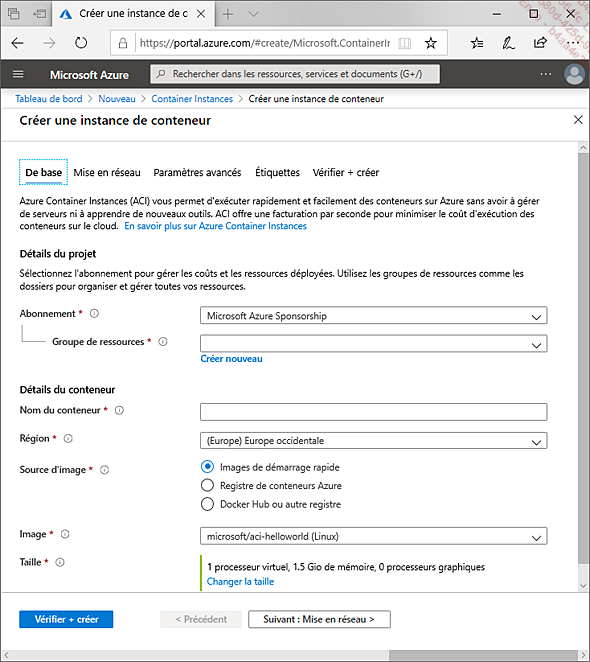 Créer une instance de c
https://portal.azure.com/#create/Microsoft.ContainerIr
Microsoft Azure
Rechercher dans les ressources, services et documents (G+/)
Tableau de bord > Nouveau > Container Instances > Créer une instance de conteneur
Créer une instance de conteneur
De base Mise en réseau Paramètres avancés Étiquettes Vérifier + créer
Azure Container Instances (ACI) vous permet d'exécuter rapidement et facilement des conteneurs sur Azure sans avoir à gérer
de serveurs ni à apprendre de nouveaux outils. ACI offre une facturation par seconde pour minimiser le coût d'exécution des
conteneurs sur le cloud. En savoir plus sur Azure Container Instances
Détails du projet
Sélectionnez l'abonnement pour gérer les coûts et les ressources déployées. Utilisez les groupes de ressources comme les
dossiers pour organiser et gérer toutes vos ressources.
Abonnement * Microsoft Azure Sponsorship
Groupe de ressources *
Créer nouveau
Détails du conteneur
Nom du conteneur *
Région * (Europe) Europe occidentale
Source d'image * Images de démarrage rapide
Registre de conteneurs Azure
Docker Hub ou autre registre
Image * microsoft/aci-helloworld (Linux)
Taille * 1 processeur virtuel, 1.5 Gio de mémoire, 0 processeurs graphiques
Changer la taille
Vérifier + créer < Précédent Suivant : Mise en réseau >